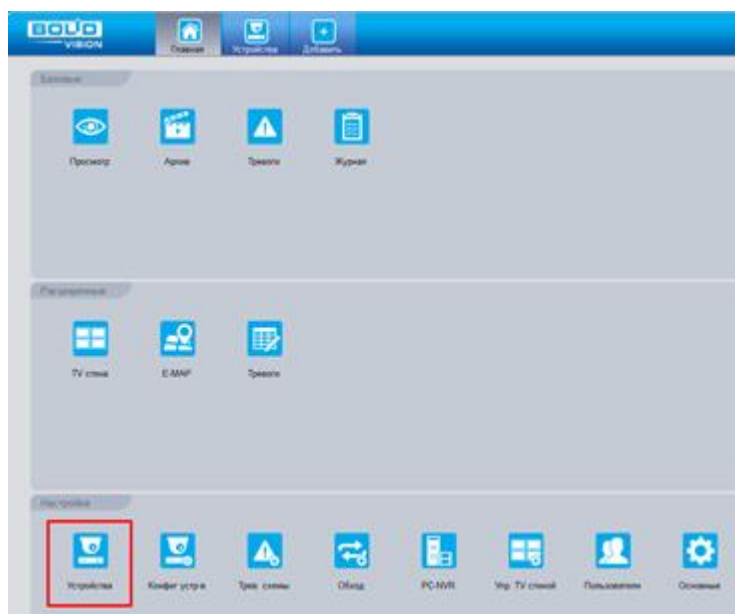 BOLID
VISION
Главная
Устройства
Добавить
Базовые
Просмотр
Архив
Тревоги
Журнал
Расширенные
TV стена
E-MAP
Тревоги
Настройка
Устройства
Конфиг устр-в
Трев. схемы
Обход
PC-NVR
Упр. TV стеной
Пользователи
Основные